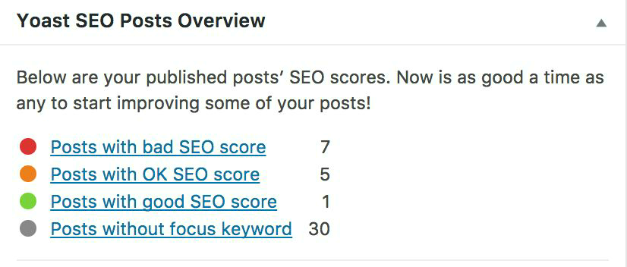 Yoast SEO Posts Overview
Below are your published posts’ SEO scores. Now is as good a time as
any to start improving some of your posts!
Posts with bad SEO score 7
Posts with OK SEO score 5
Posts with good SEO score 1
Posts without focus keyword 30